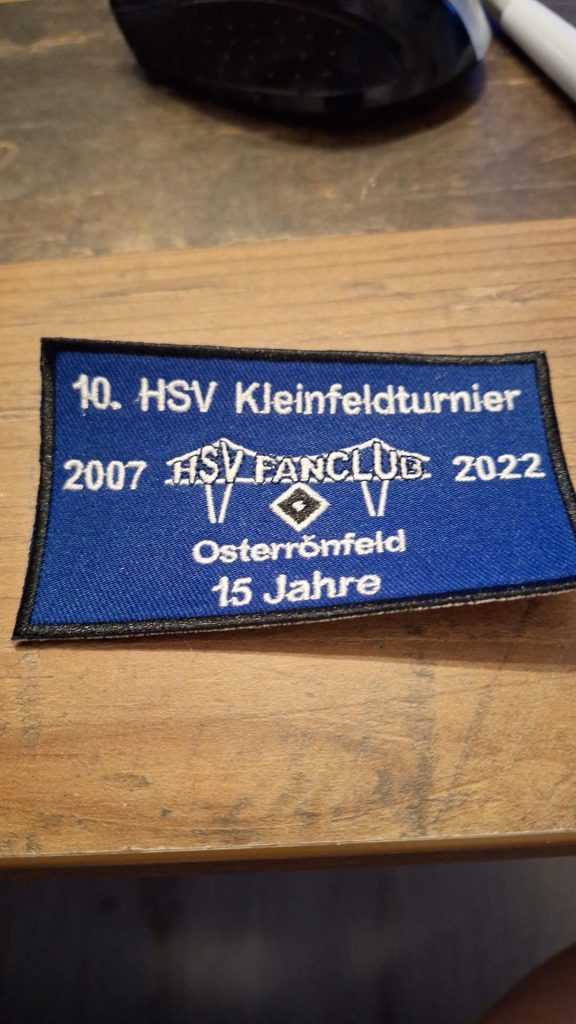 10. HSV Kleinfeldturnier
2007 HSV FANCLUB 2022
Osterrönfeld
15 Jahre